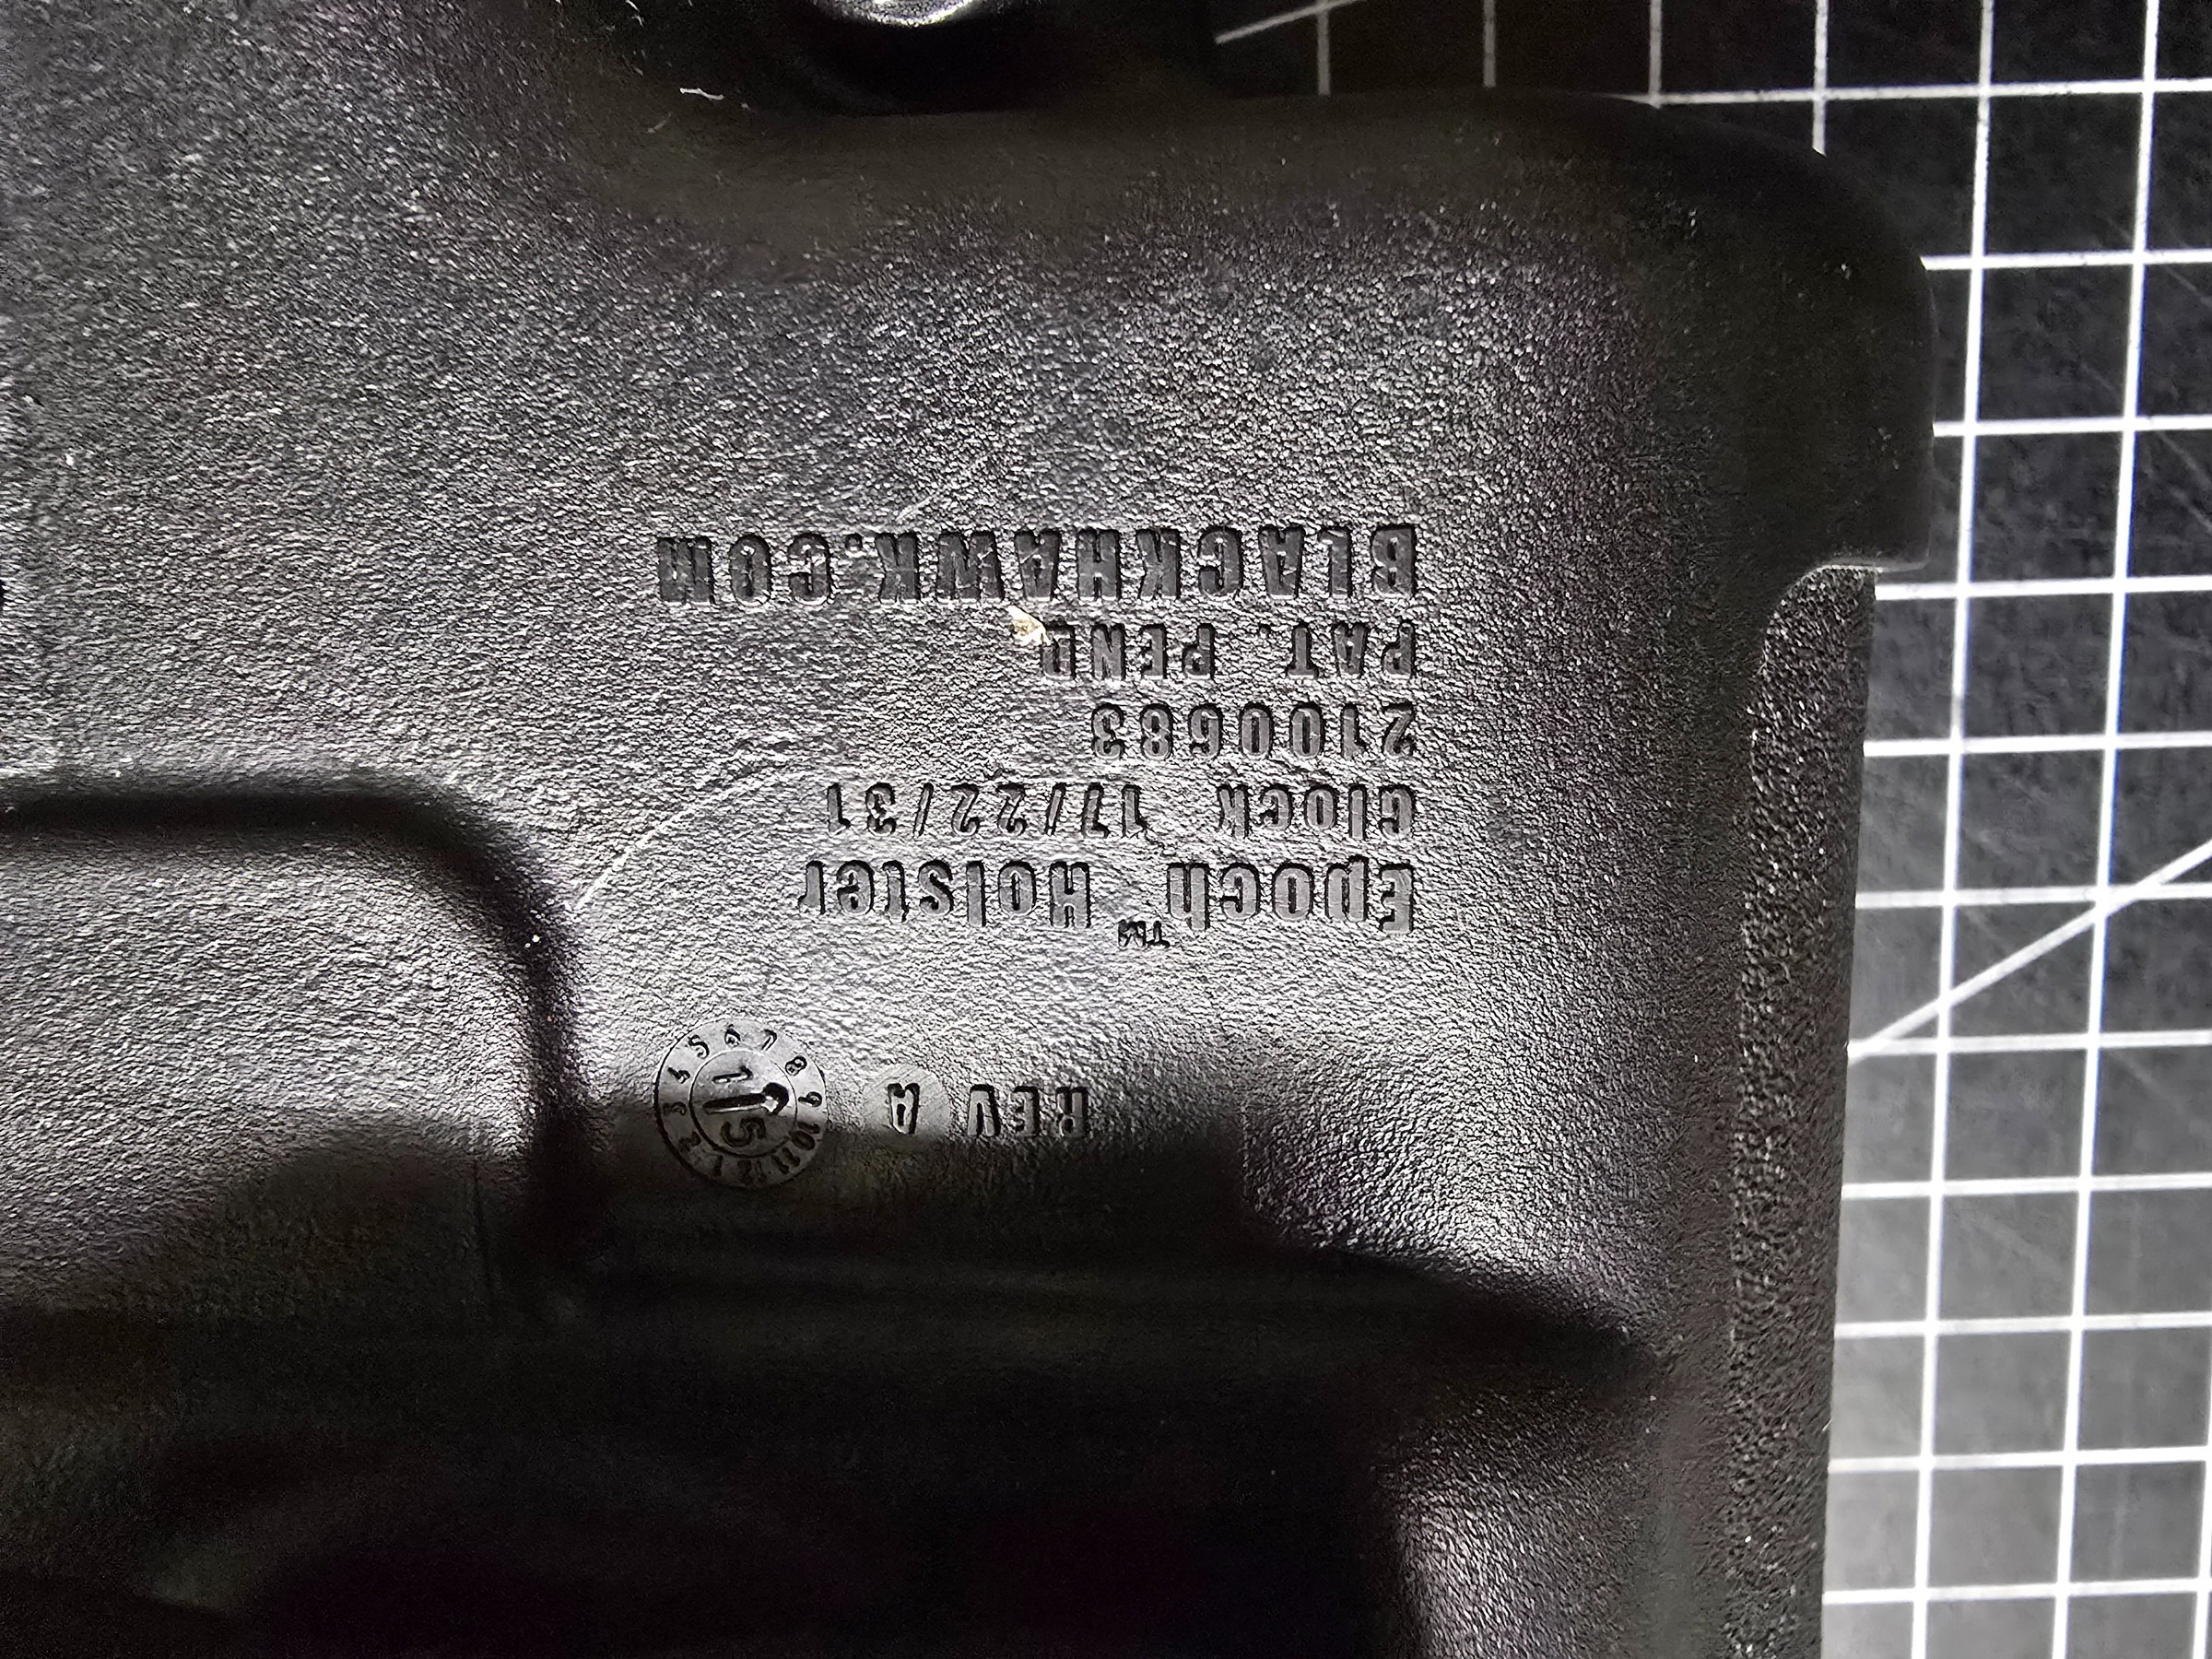 REV A
Epoch™ Holster
Glock 17/22/31
2100683
PAT. PEND
BLACKHAWK.COM